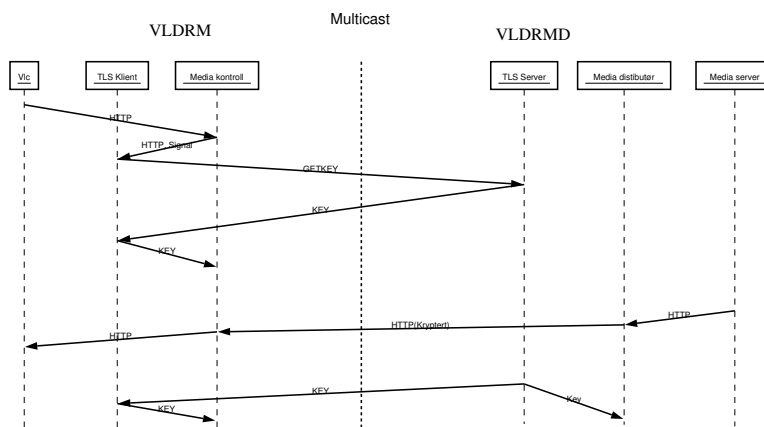 Multicast
VLDRM
VLDRMD
Vlc
TLS Klient
Media kontroll
TLS Server
Media distibutør
Media server
HTTP
HTTP_Signal
GETKEY
KEY
KEY
HTTP
HTTP(Kryptert)
HTTP
KEY
Key
KEY